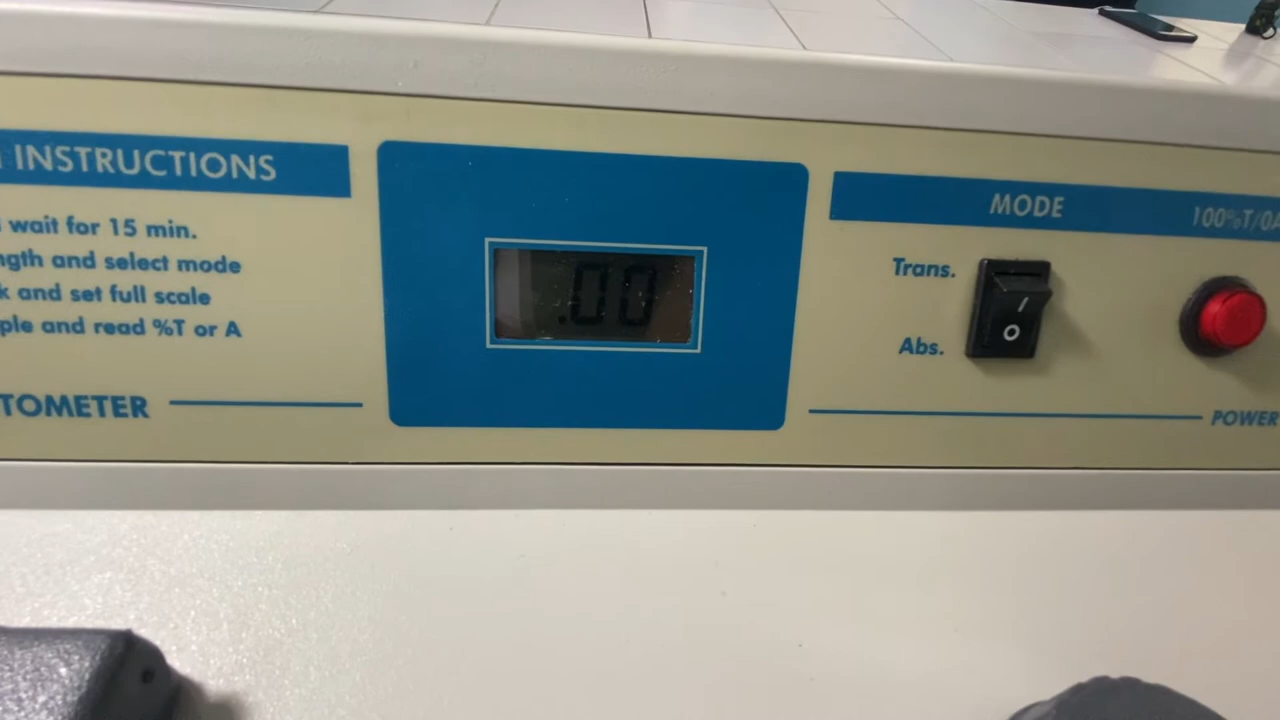 INSTRUCTIONS
wait for 15 min.
ngth and select mode
k and set full scale
ple and read %T or A
TOMETER
.00
MODE
100%T/0A
Trans.
I
O
Abs.
POWER